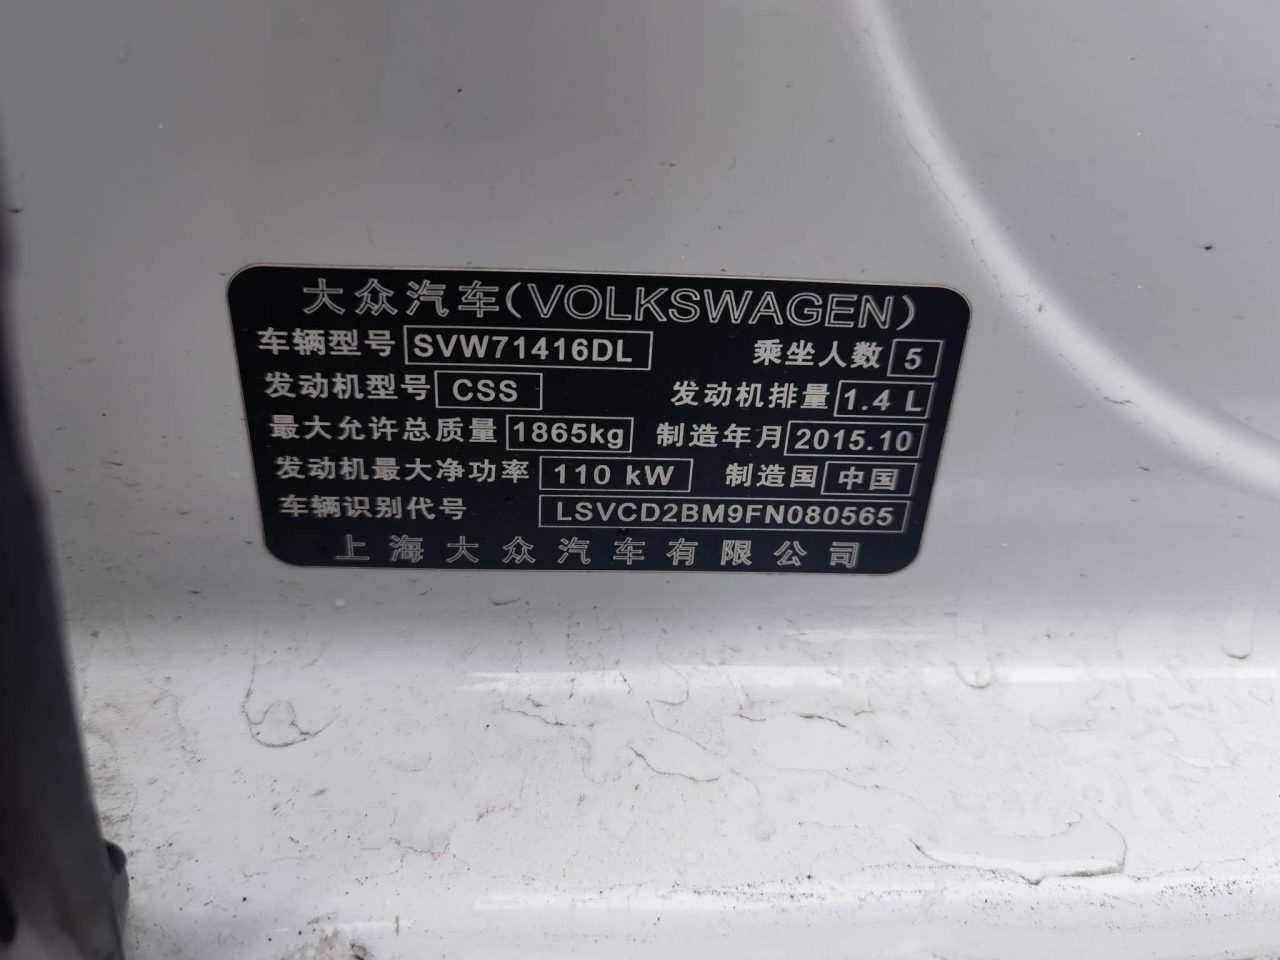 大众汽车(VOLKSWAGEN)
车辆型号 SVW71416DL 乘坐人数 5
发动机型号 CSS 发动机排量 1.4 L
最大允许总质量 1865kg 制造年月 2015.10
发动机最大净功率 110 kW 制造国 中国
车辆识别代号 LSVCD2BM9FN080565
上海大众汽车有限公司